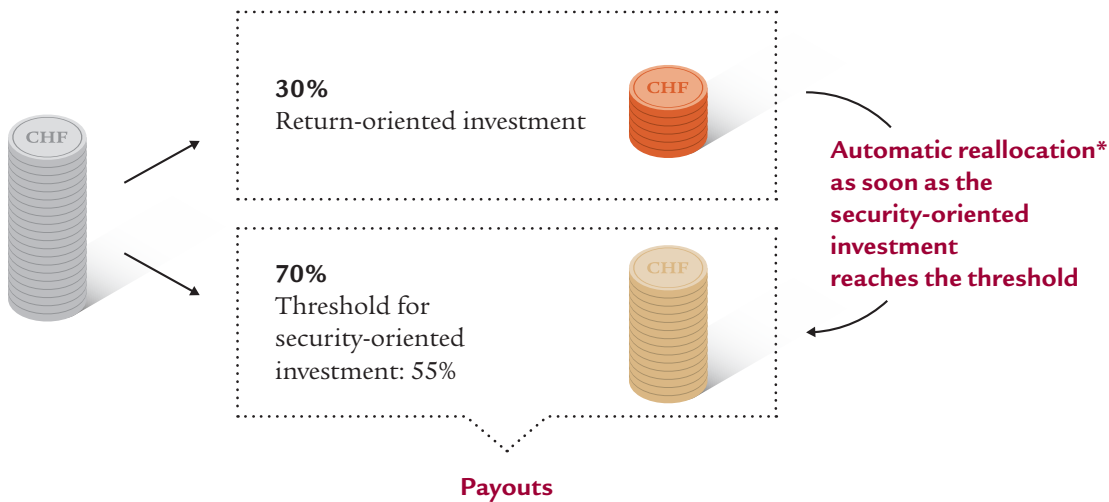 CHF
30%
Return-oriented investment
CHF
Automatic reallocation*
as soon as the
security-oriented
investment
reaches the threshold
70%
Threshold for
security-oriented
investment: 55%
CHF
Payouts